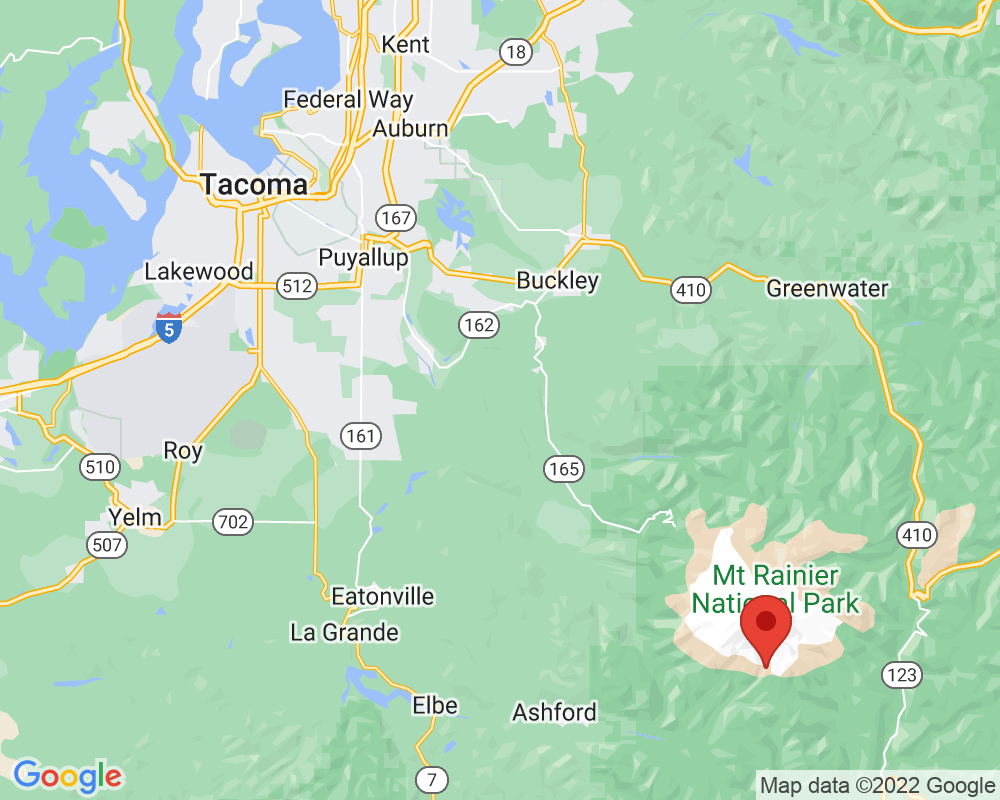 Kent
18
Federal Way
Auburn
Tacoma
167
Puyallup
Lakewood
512
Buckley
410
Greenwater
5
162
161
Roy
510
165
Yelm
702
507
410
Mt Rainier
National Park
Eatonville
La Grande
123
Elbe
Ashford
7
Google
Map data ©2022 Google